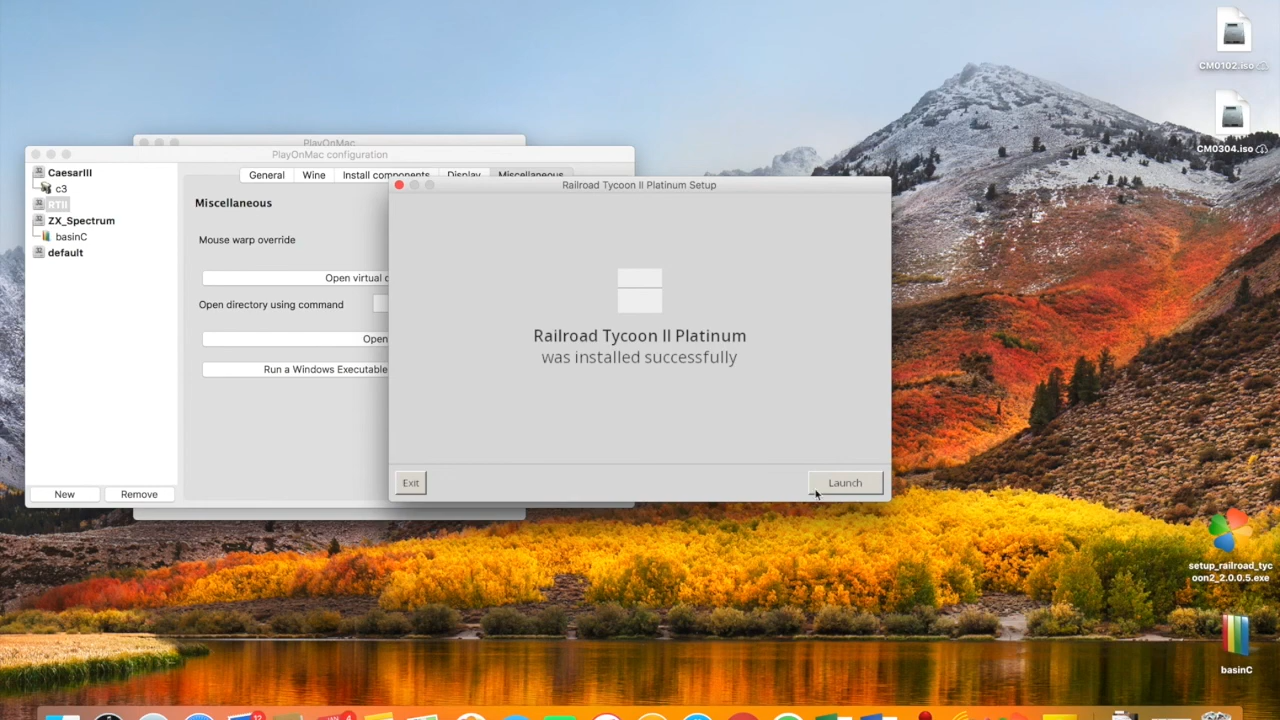 CM0102.iso
CM0304.iso
PlayOnMac
PlayOnMac configuration
CaesarIII
c3
RTII
ZX_Spectrum
basinC
default
New
Remove
General
Wine
Install components
Display
Miscellaneous
Miscellaneous
Mouse warp override
Open virtual
Open directory using command
Open
Run a Windows Executable
Railroad Tycoon II Platinum Setup
Railroad Tycoon II Platinum
was installed successfully
Exit
Launch
setup_railroad_tyc
oon2_2.0.0.5.exe
basinC